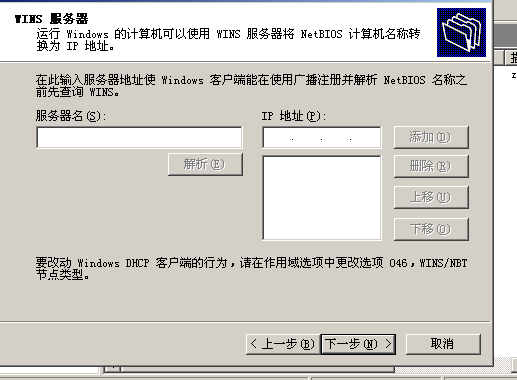 WINS 服务器
运行 Windows 的计算机可以使用 WINS 服务器将 NetBIOS 计算机名称转
换为 IP 地址。
在此输入服务器地址使 Windows 客户端能在使用广播注册并解析 NetBIOS 名称之
前先查询 WINS。
服务器名(S):
IP 地址(P):
添加(D)
解析(E)
删除(R)
上移(U)
下移(O)
要改动 Windows DHCP 客户端的行为,请在作用域选项中更改选项 046,WINS/NBT
节点类型。
< 上一步(B)
下一步(N) >
取消